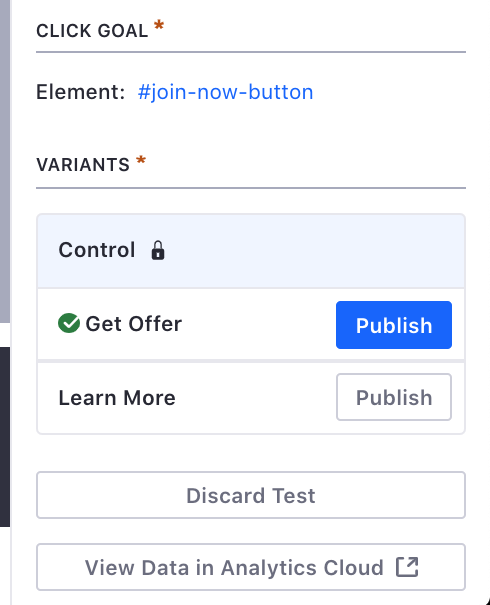 CLICK GOAL *
Element: #join-now-button
VARIANTS *
Control
Get Offer Publish
Learn More Publish
Discard Test
View Data in Analytics Cloud